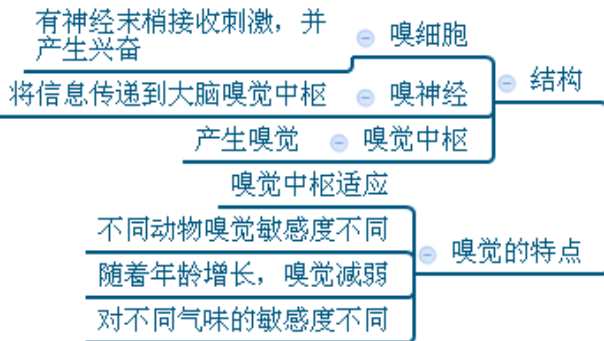 有神经末梢接收刺激，并
产生兴奋
嗅细胞
将信息传递到大脑嗅觉中枢
嗅神经
结构
产生嗅觉
嗅觉中枢
嗅觉中枢适应
不同动物嗅觉敏感度不同
嗅觉的特点
随着年龄增长，嗅觉减弱
对不同气味的敏感度不同